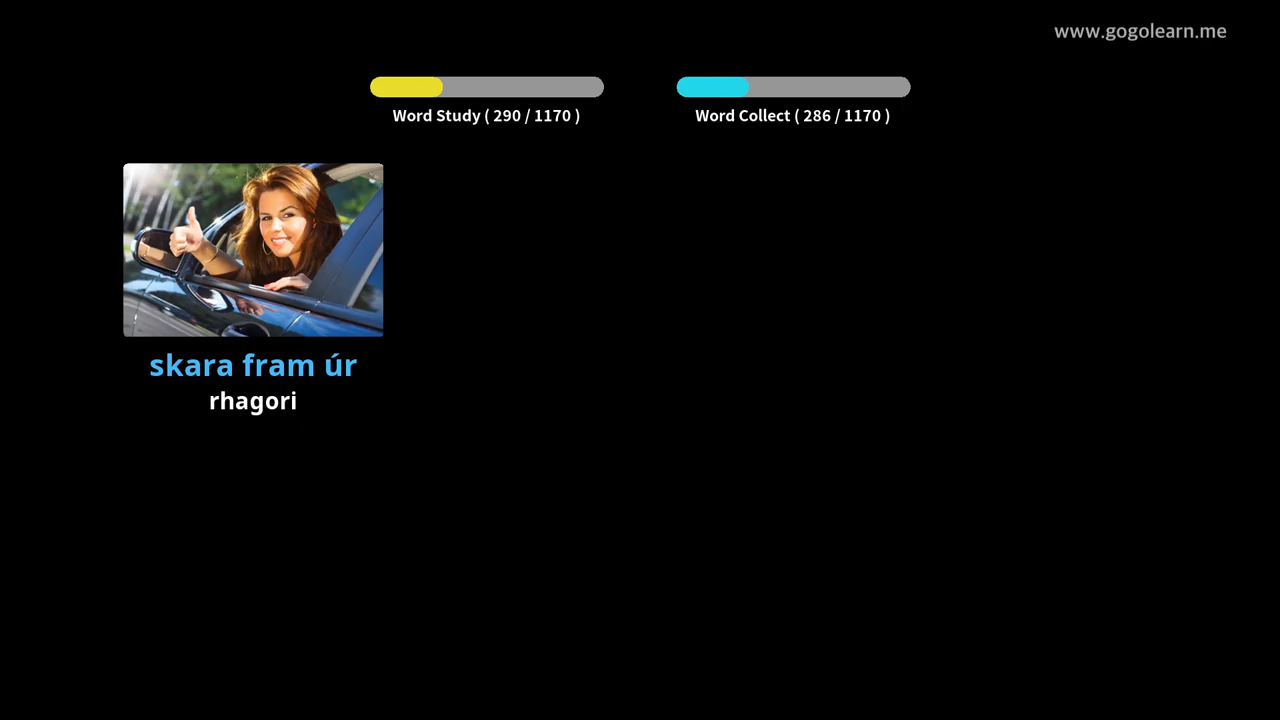 www.gogolearn.me
Word Study ( 290 / 1170 )
Word Collect ( 286 / 1170 )
skara fram úr
rhagori